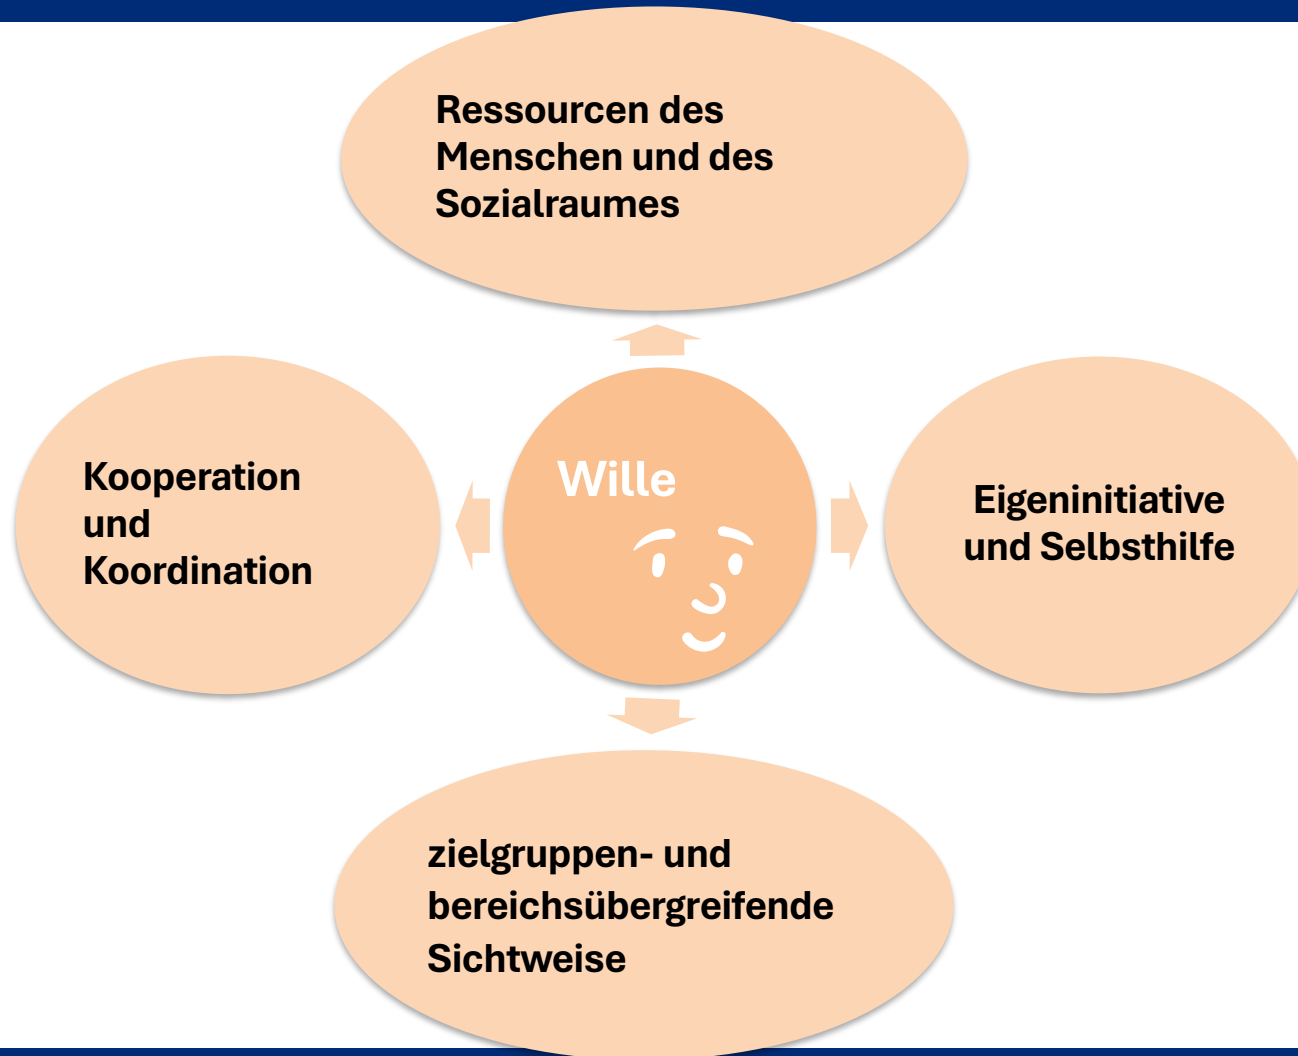 Ressourcen des
Menschen und des
Sozialraumes
Kooperation
und
Koordination
Wille
Eigeninitiative
und Selbsthilfe
zielgruppen- und
bereichsübergreifende
Sichtweise